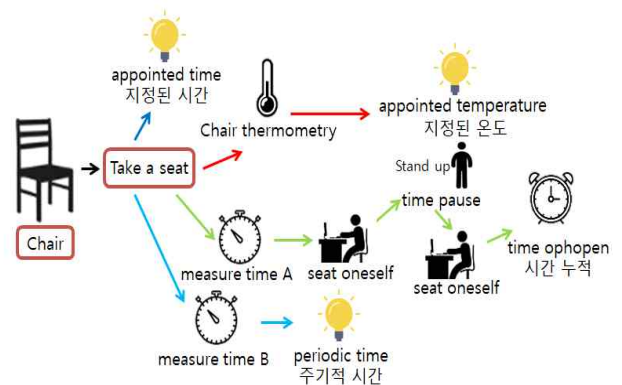 appointed time
지정된 시간
Chair thermometry
appointed temperature
지정된 온도
Take a seat
Chair
Stand up
time pause
measure time A
seat oneself
seat oneself
time ophopen
시간 누적
measure time B
periodic time
주기적 시간